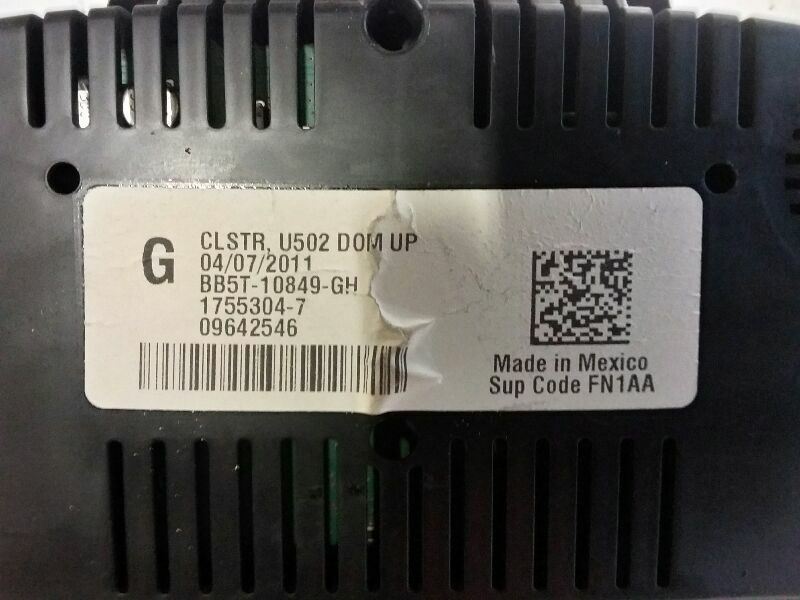 G
CLSTR, U502 DOM UP
04/07/2011
BB5T-10849-GH
1755304-7
09642546
Made in Mexico
Sup Code FN1AA